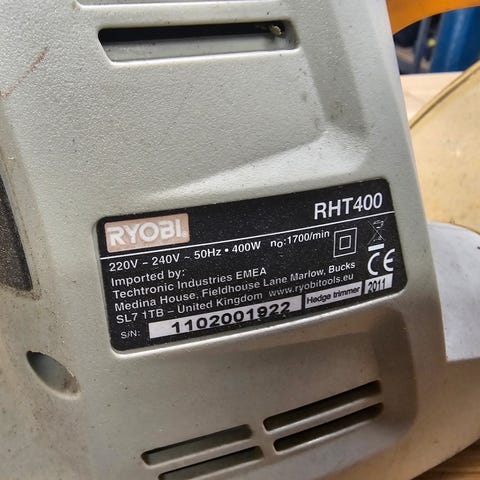 RYOBI
RHT400
220V - 240V ~ 50Hz • 400W n₀:1700/min
Imported by:
Techtronic Industries EMEA
Medina House, Fieldhouse Lane Marlow, Bucks
SL7 1TB – United Kingdom www.ryobitools.eu
CE
S/N: 1102001922
Hedge trimmer
2011